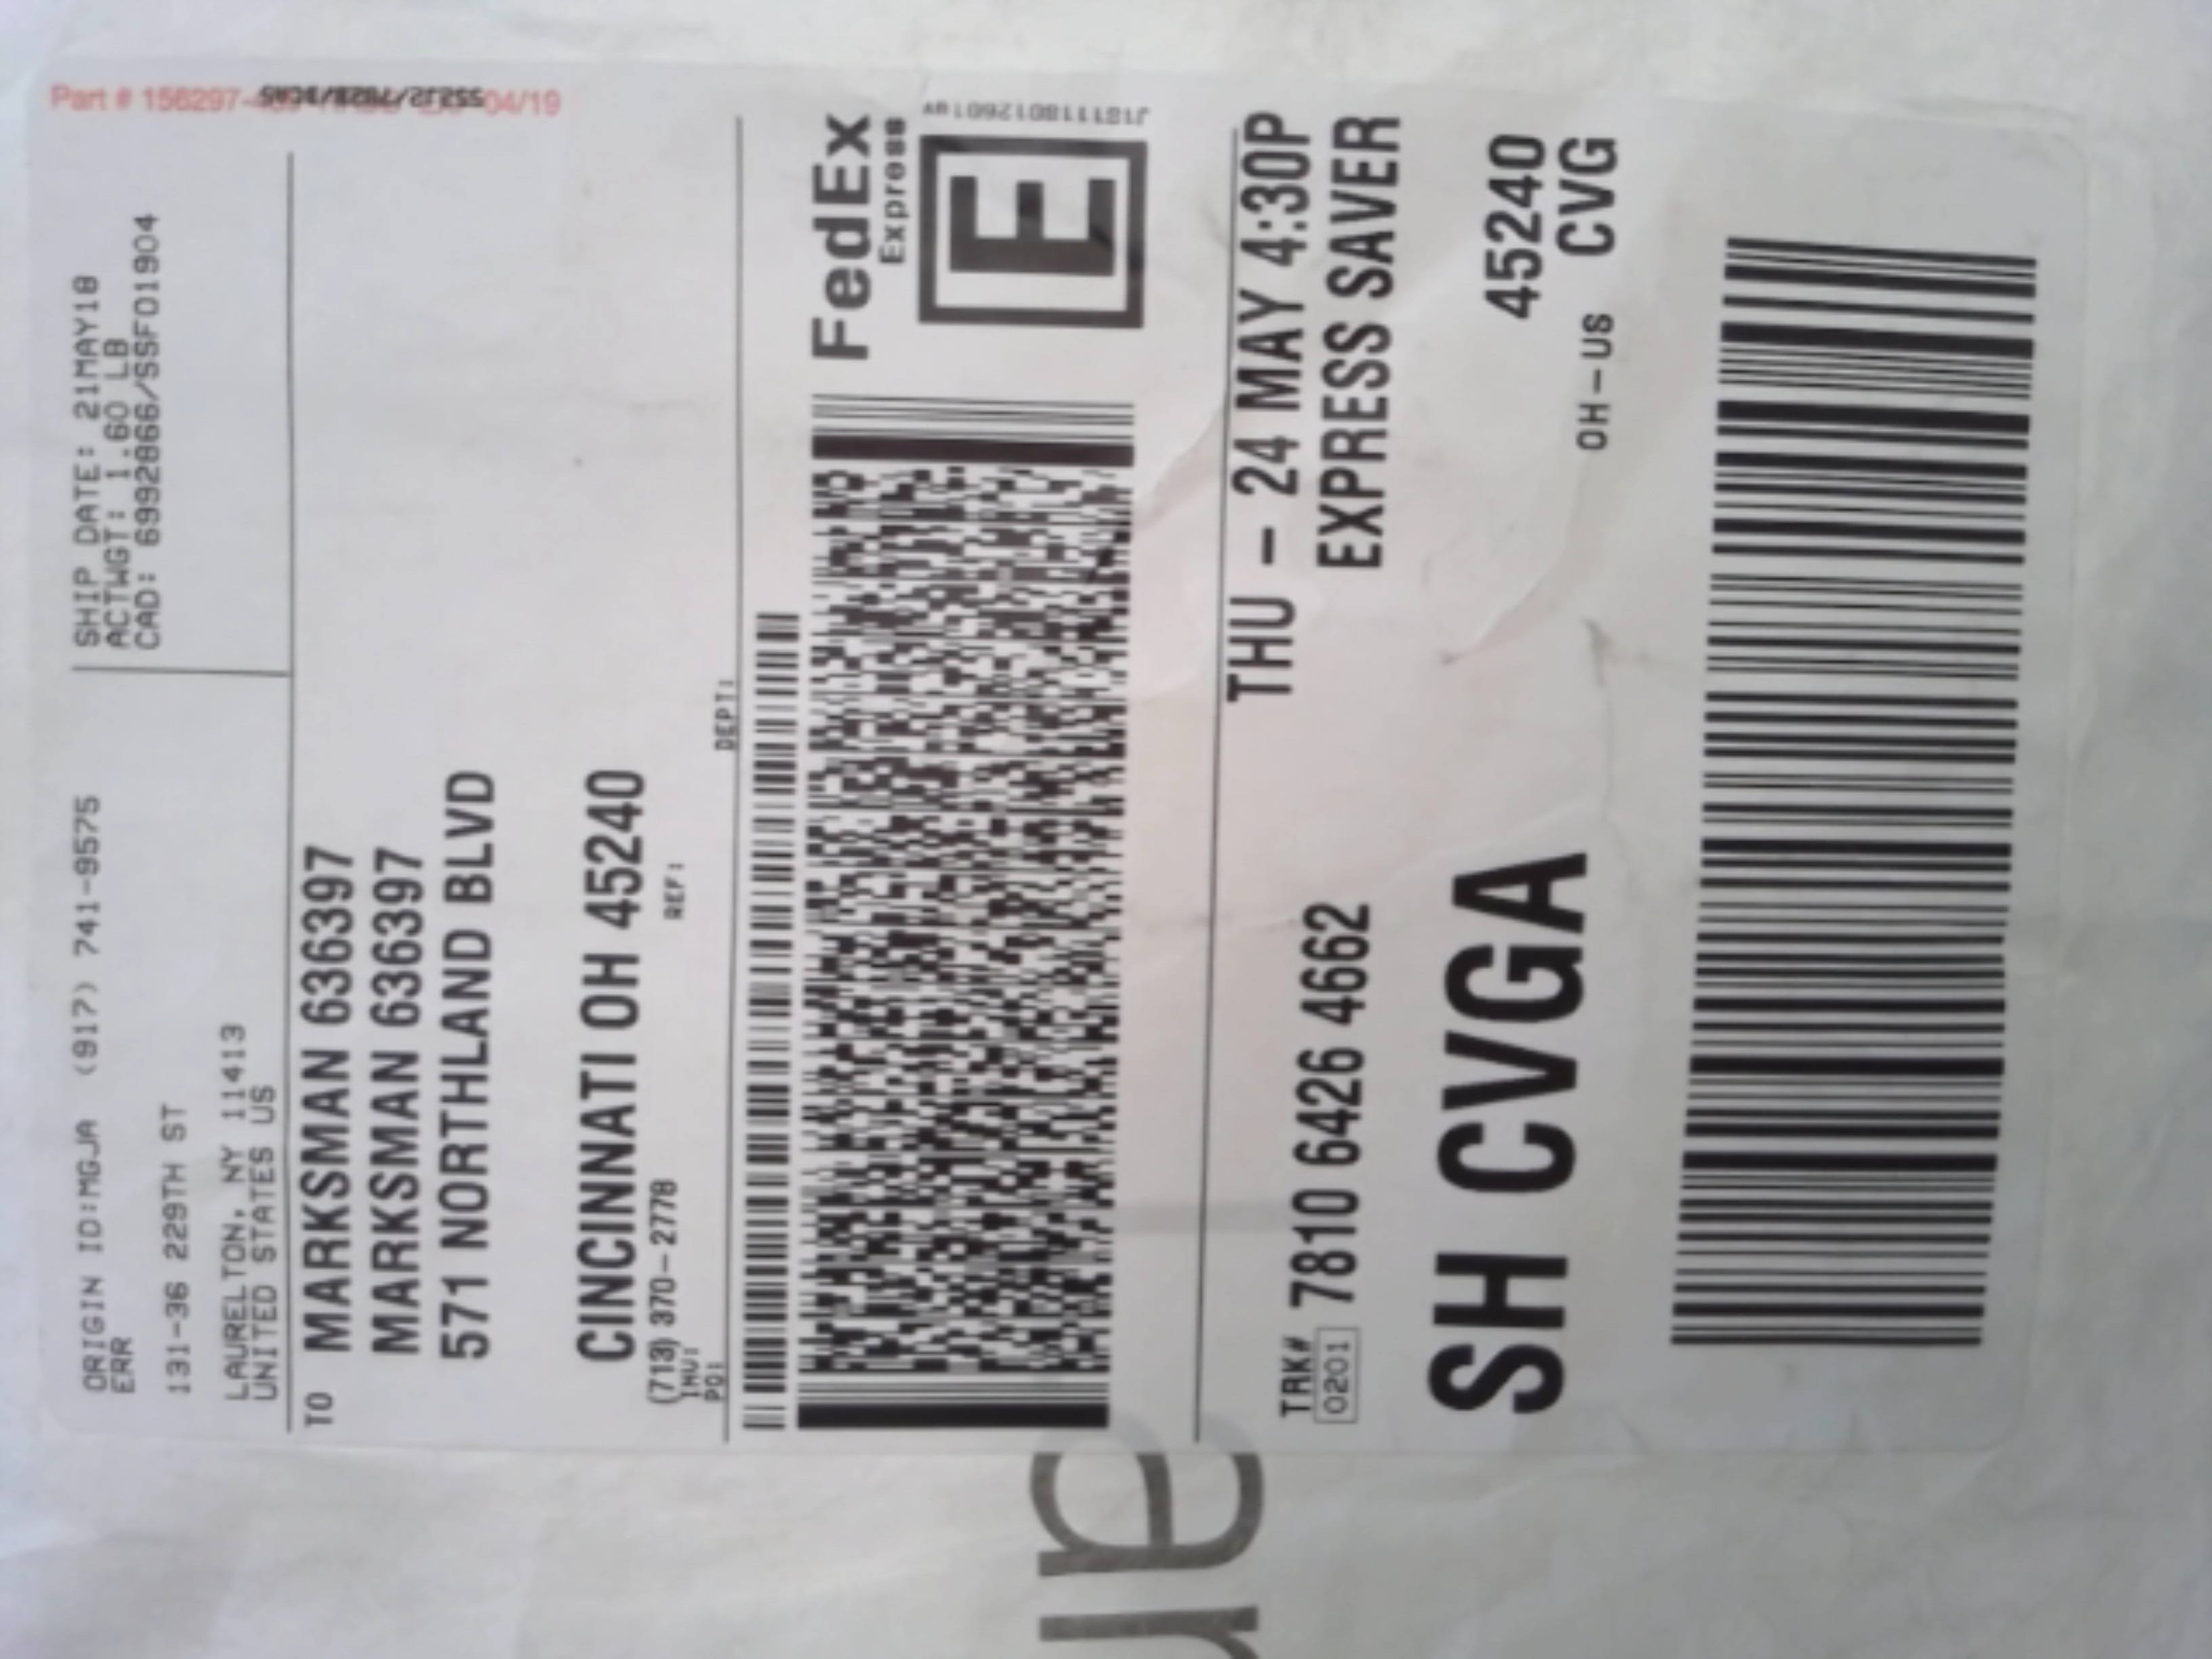 ORIGIN ID:MGJA (917) 741-9575
ERR
131-36 229TH ST
LAURELTON, NY 11413
UNITED STATES US
SHIP DATE: 21MAY18
ACTWGT: 1.60 LB
CAD: 6992866/SSFO1904
TO MARKSMAN 636397
MARKSMAN 636397
571 NORTHLAND BLVD
CINCINNATI OH 45240
(713) 370-2778
REF:
INV:
PO:
DEPT:
FedEx
Express
E
J181118012601uv
THU - 24 MAY 4:30P
EXPRESS SAVER
TRK# 7810 6426 4662
0201
45240
SH CVGA
OH-US CVG
Part # 156297- 04/19
ar